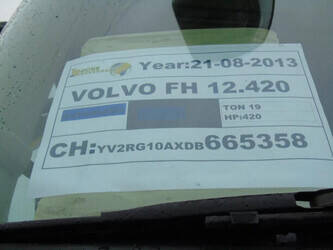 Year:21-08-2013
VOLVO FH 12.420
TON 19
HP:420
CH:YV2RG10AXDB665358